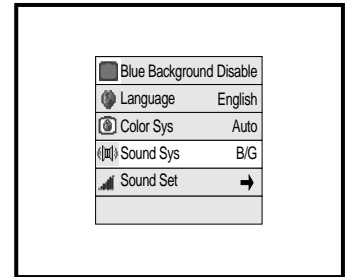 Blue Background Disable
Language English
Color Sys Auto
Sound Sys B/G
Sound Set